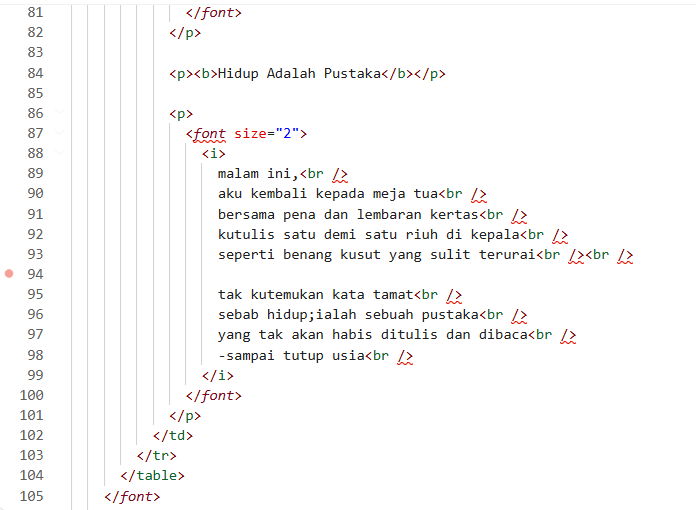 81 </font>
82 </p>
83
84 <p><b>Hidup Adalah Pustaka</b></p>
85
86 <p>
87 <font size="2">
88 <i>
89 malam ini,<br />
90 aku kembali kepada meja tua<br />
91 bersama pena dan lembaran kertas<br />
92 kutulis satu demi satu riuh di kepala<br />
93 seperti benang kusut yang sulit terurai<br /><br />
94
95 tak kutemukan kata tamat<br />
96 sebab hidup;ialah sebuah pustaka<br />
97 yang tak akan habis ditulis dan dibaca<br />
98 -sampai tutup usia<br />
99 </i>
100 </font>
101 </p>
102 </td>
103 </tr>
104 </table>
105 </font>